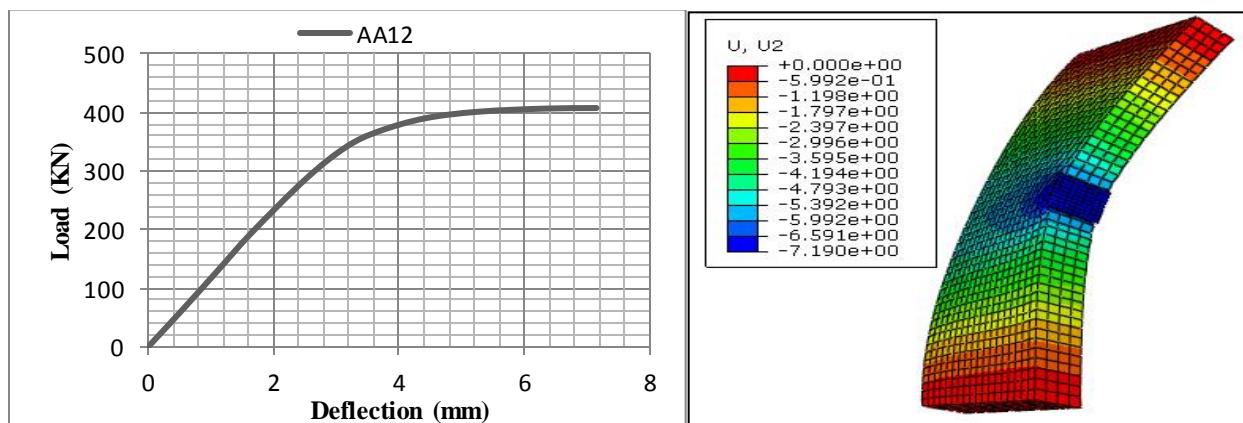 AA12
500
400
300
200
100
0
0 2 4 6 8
Load (KN)
Deflection (mm)
U, U2
+0.000e+00
-5.992e-01
-1.198e+00
-1.797e+00
-2.397e+00
-2.996e+00
-3.595e+00
-4.194e+00
-4.793e+00
-5.392e+00
-5.992e+00
-6.591e+00
-7.190e+00